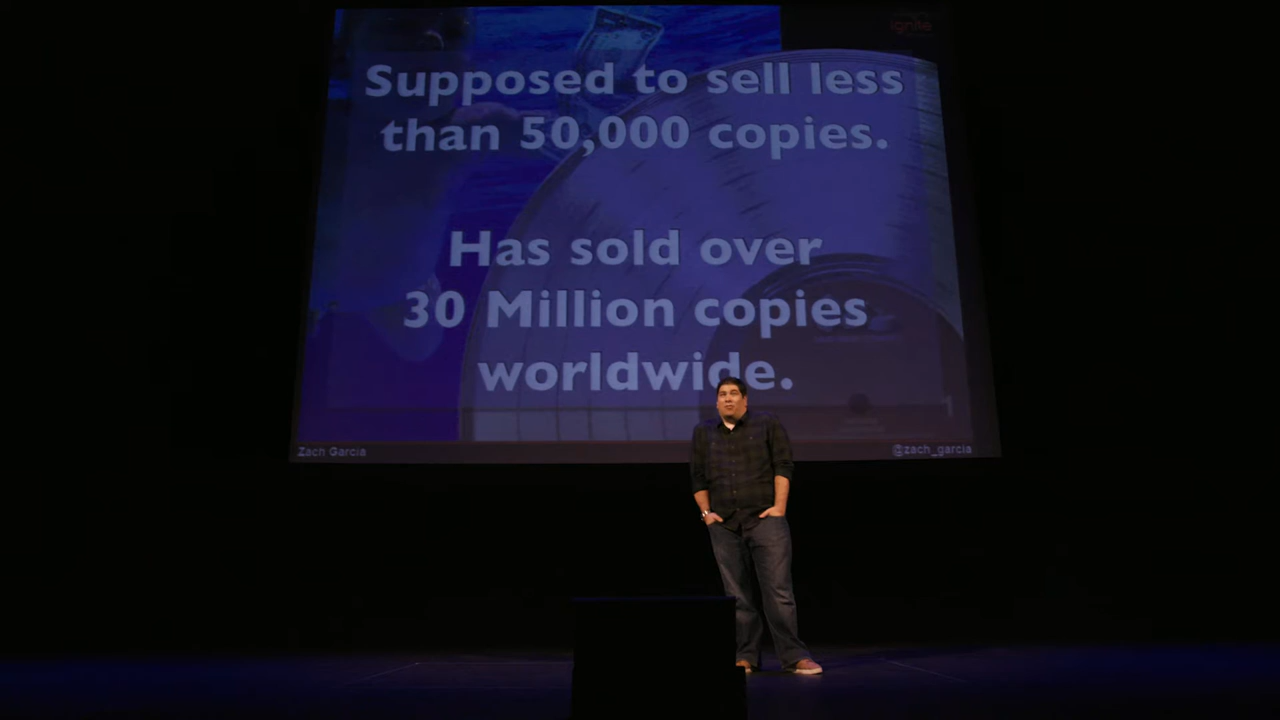 ignite
Supposed to sell less
than 50,000 copies.
Has sold over
30 Million copies
worldwide.
Zach Garcia
@zach_garcia